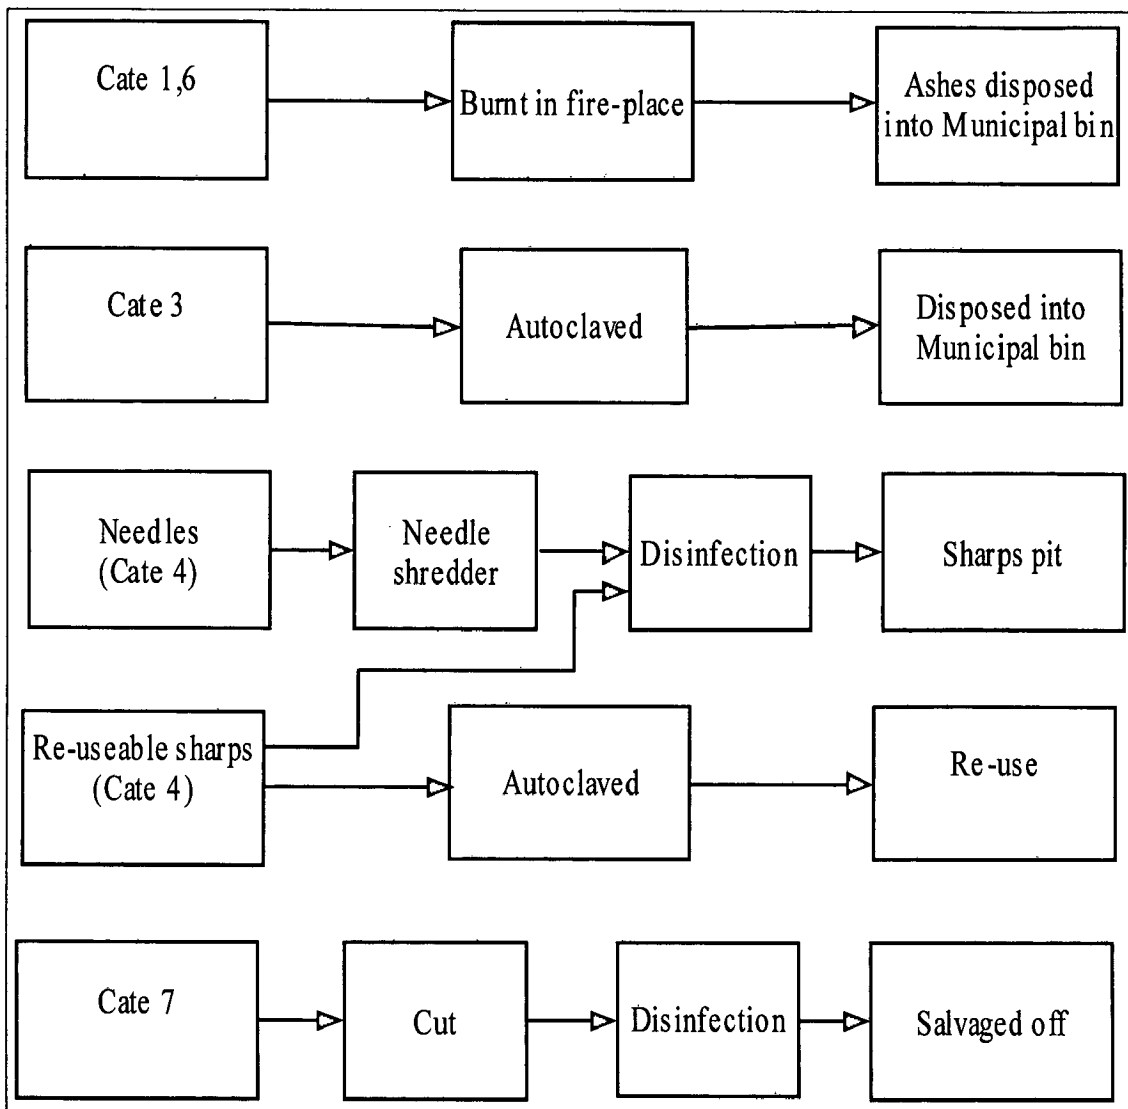 Cate 1,6
Burnt in fire-place
Ashes disposed
into Municipal bin
Cate 3
Autoclaved
Disposed into
Municipal bin
Needles
(Cate 4)
Needle
shredder
Disinfection
Sharps pit
Re-useable sharps
(Cate 4)
Autoclaved
Re-use
Cate 7
Cut
Disinfection
Salvaged off